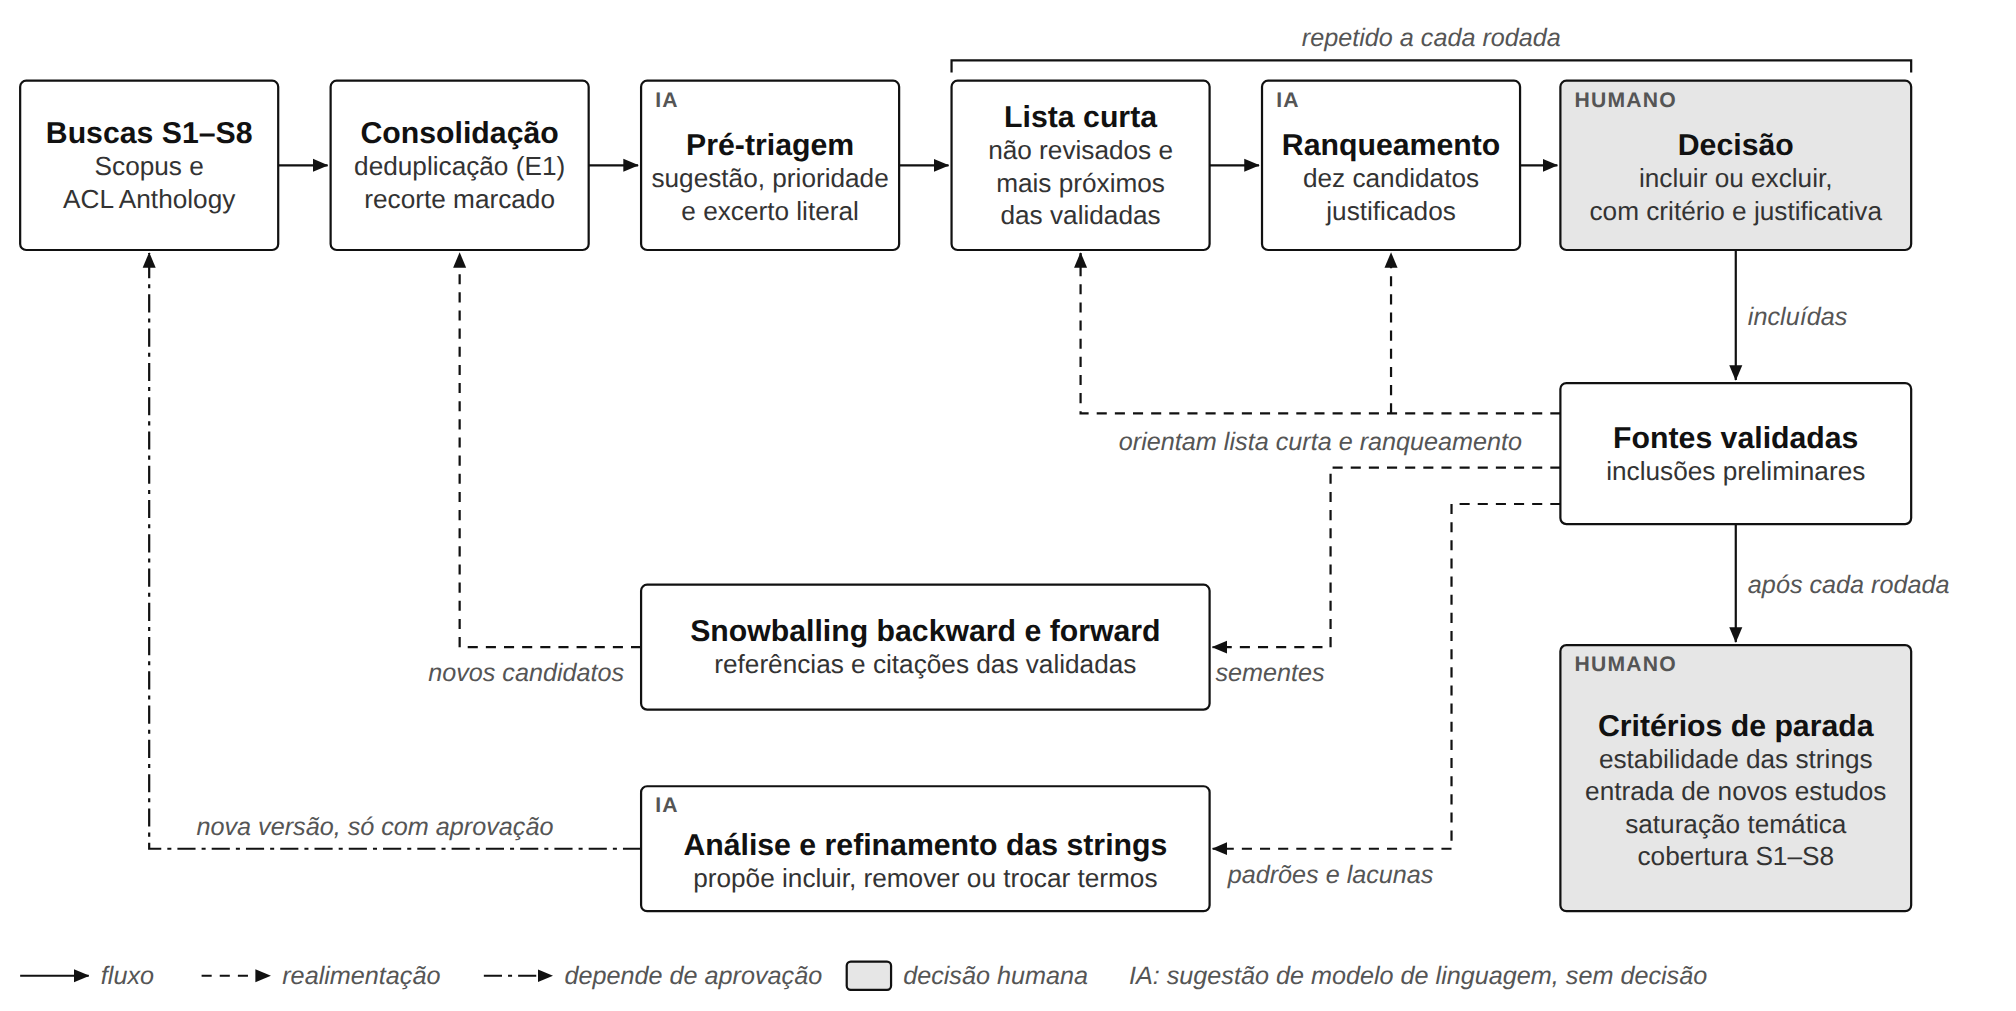 repetido a cada rodada
Buscas S1–S8
Scopus e
ACL Anthology
Consolidação
deduplicação (E1)
recorte marcado
IA
Pré-triagem
sugestão, prioridade
e excerto literal
Lista curta
não revisados e
mais próximos
das validadas
IA
Ranqueamento
dez candidatos
justificados
HUMANO
Decisão
incluir ou excluir,
com critério e justificativa
incluídas
orientam lista curta e ranqueamento
Fontes validadas
inclusões preliminares
após cada rodada
Snowballing backward e forward
referências e citações das validadas
novos candidatos
sementes
HUMANO
Critérios de parada
estabilidade das strings
entrada de novos estudos
saturação temática
cobertura S1–S8
IA
Análise e refinamento das strings
propõe incluir, remover ou trocar termos
nova versão, só com aprovação
padrões e lacunas
fluxo
realimentação
depende de aprovação
decisão humana
IA: sugestão de modelo de linguagem, sem decisão